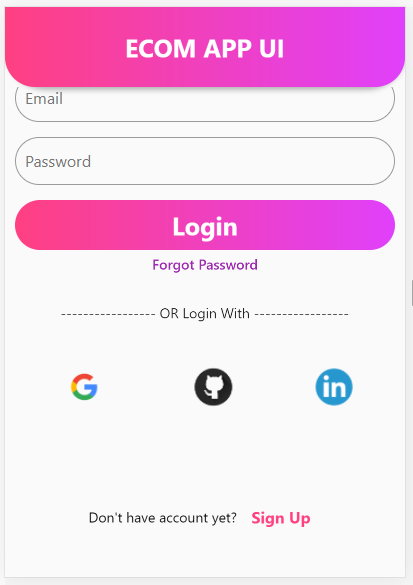 ECOM APP UI
Email
Password
Login
Forgot Password
----------------- OR Login With -----------------
in
Don't have account yet? Sign Up